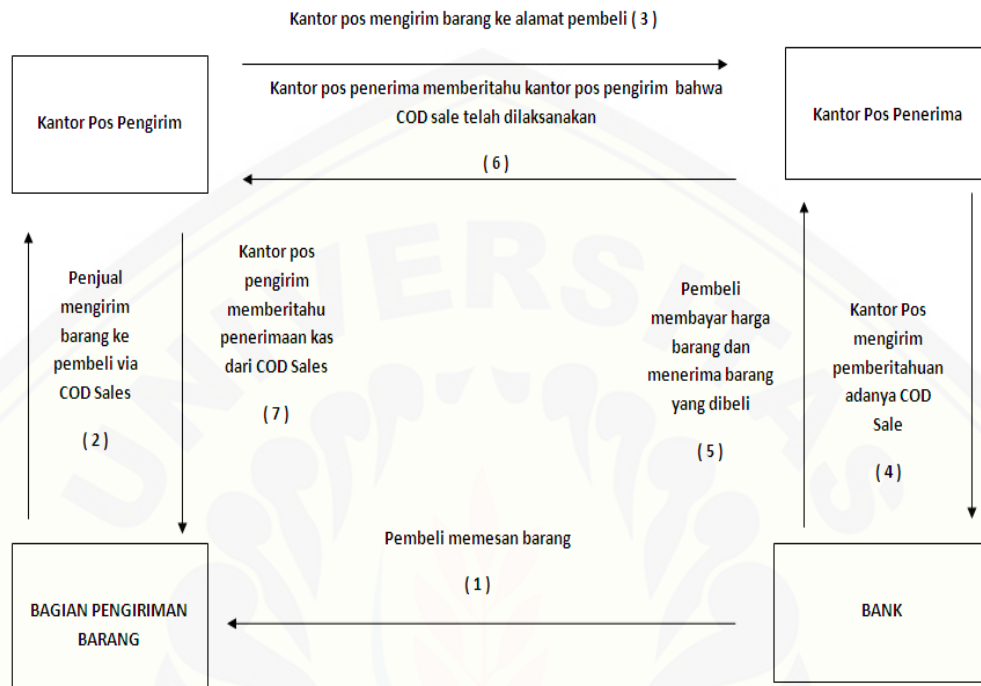 Kantor pos mengirim barang ke alamat pembeli ( 3 )
Kantor Pos Pengirim
Kantor pos penerima memberitahu kantor pos pengirim bahwa
COD sale telah dilaksanakan
( 6 )
Kantor Pos Penerima
Penjual
mengirim
barang ke
pembeli via
COD Sales
( 2 )
Kantor pos
pengirim
memberitahu
penerimaan kas
dari COD Sales
( 7 )
Pembeli
membayar harga
barang dan
menerima barang
yang dibeli
( 5 )
Kantor Pos
mengirim
pemberitahuan
adanya COD
Sale
( 4 )
Pembeli memesan barang
( 1 )
BAGIAN PENGIRIMAN
BARANG
BANK
UNIVERSITAS